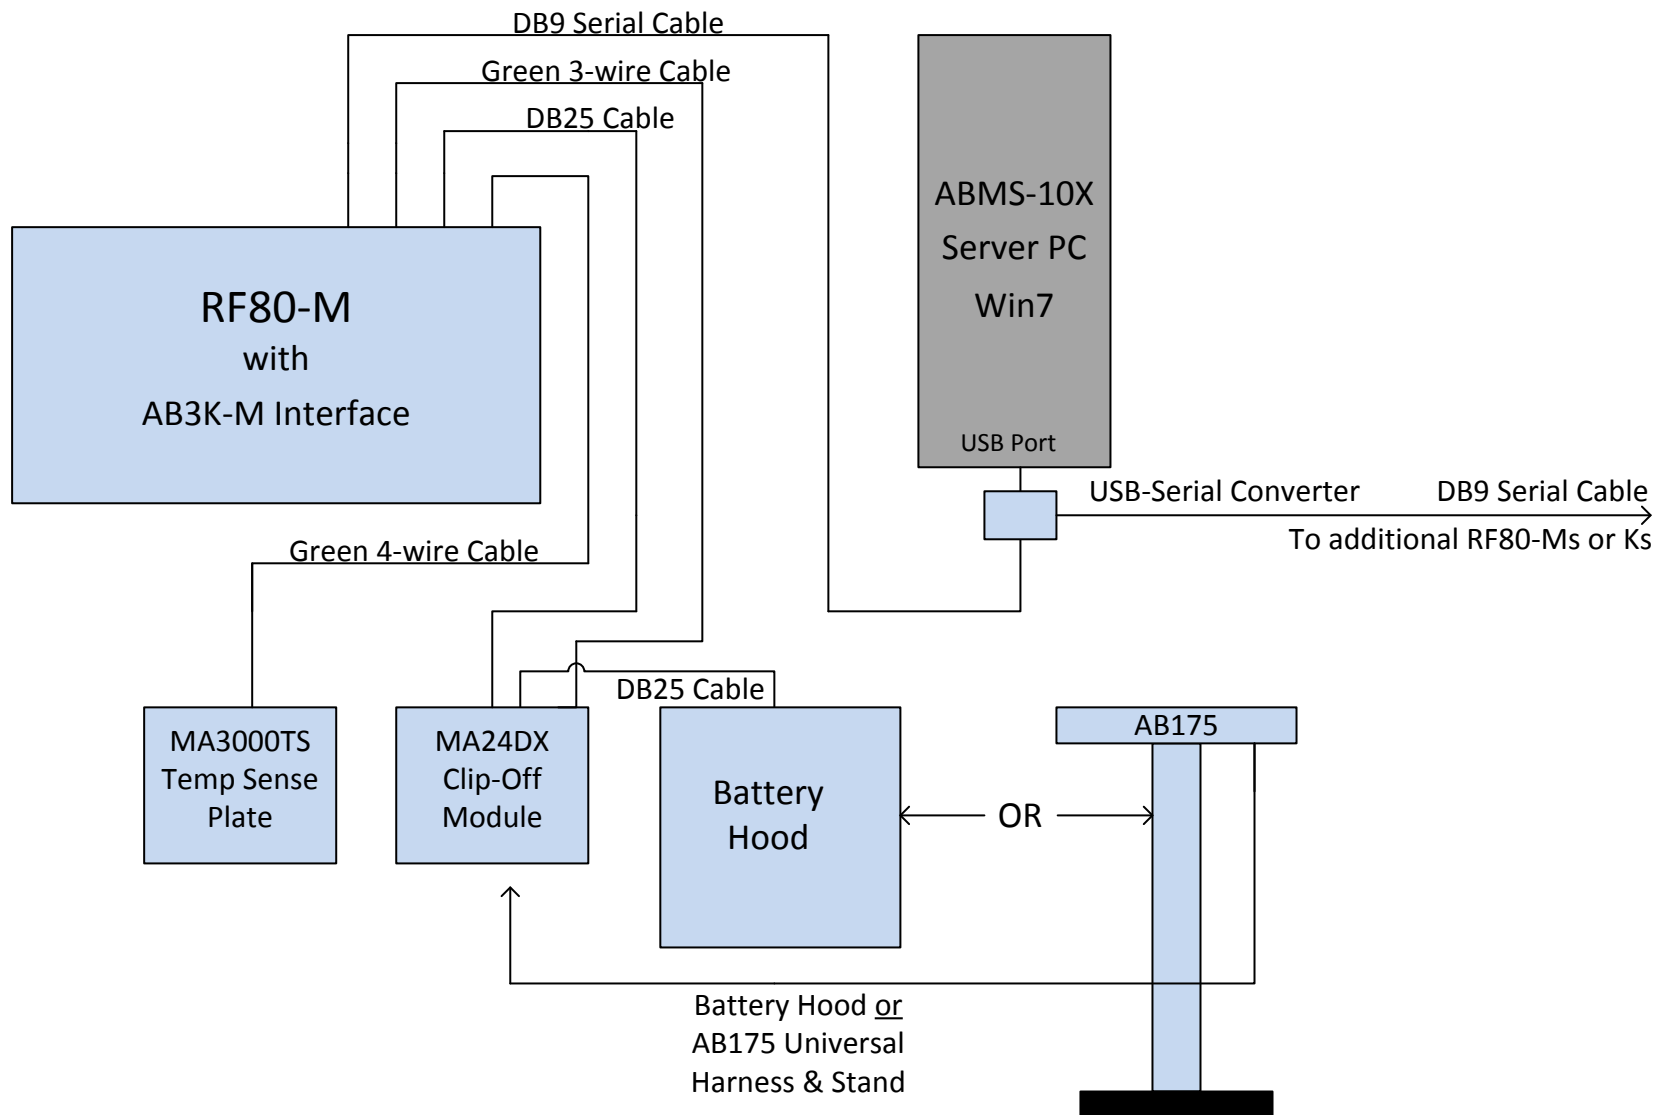 DB9 Serial Cable
Green 3-wire Cable
DB25 Cable
RF80-M
with
AB3K-M Interface
ABMS-10X
Server PC
Win7
USB Port
USB-Serial Converter
DB9 Serial Cable
To additional RF80-Ms or Ks
Green 4-wire Cable
DB25 Cable
MA3000TS
Temp Sense
Plate
MA24DX
Clip-Off
Module
Battery
Hood
OR
AB175
Battery Hood or
AB175 Universal
Harness & Stand